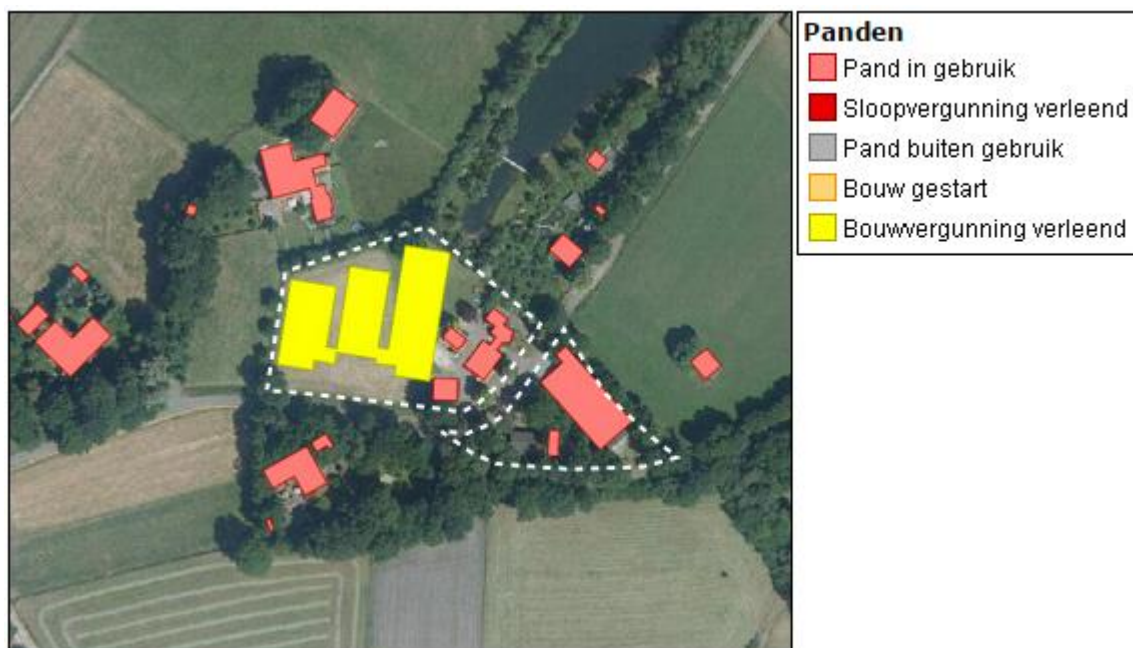 Panden
Pand in gebruik
Sloopvergunning verleend
Pand buiten gebruik
Bouw gestart
Bouwvergunning verleend